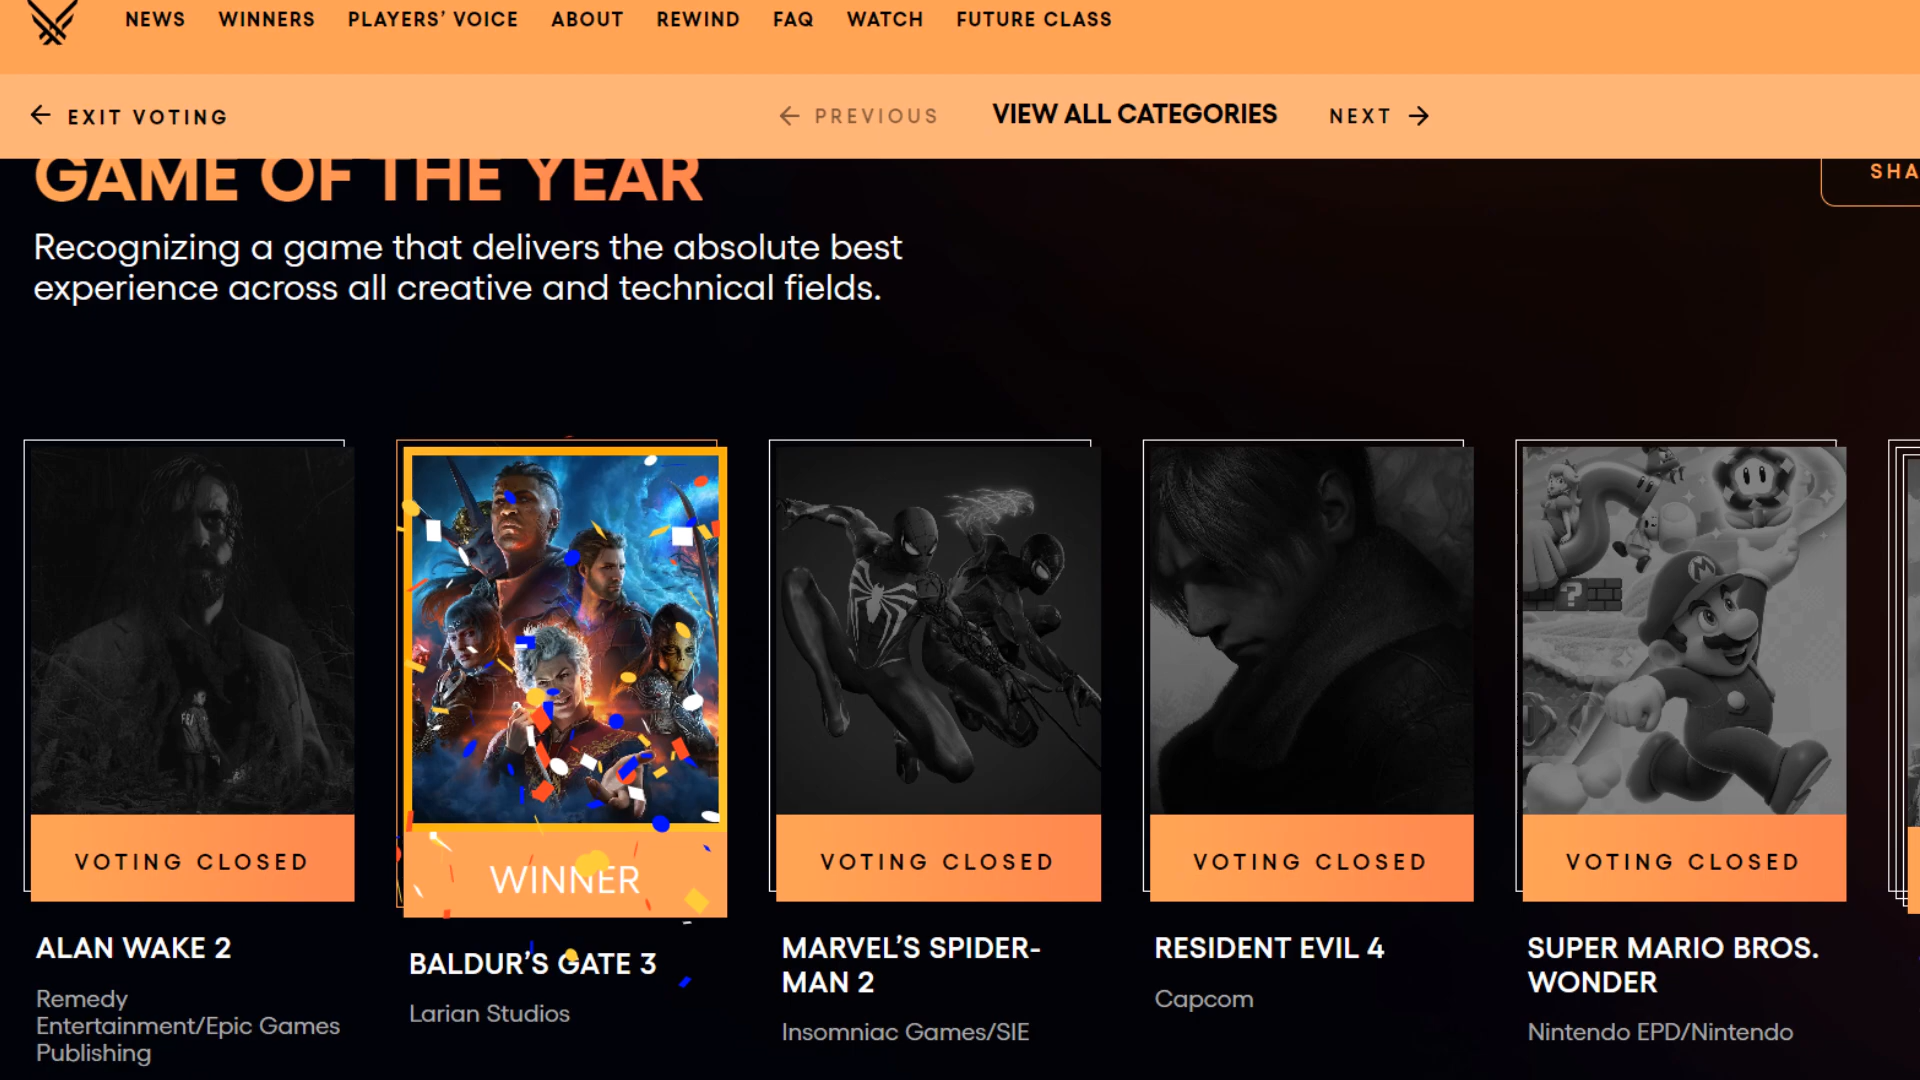 NEWS WINNERS PLAYERS’ VOICE ABOUT REWIND FAQ WATCH FUTURE CLASS
EXIT VOTING PREVIOUS VIEW ALL CATEGORIES NEXT
SHA
GAME OF THE YEAR
Recognizing a game that delivers the absolute best
experience across all creative and technical fields.
VOTING CLOSED
ALAN WAKE 2
Remedy
Entertainment/Epic Games
Publishing
WINNER
BALDUR’S GATE 3
Larian Studios
VOTING CLOSED
MARVEL’S SPIDER-
MAN 2
Insomniac Games/SIE
VOTING CLOSED
RESIDENT EVIL 4
Capcom
VOTING CLOSED
SUPER MARIO BROS.
WONDER
Nintendo EPD/Nintendo